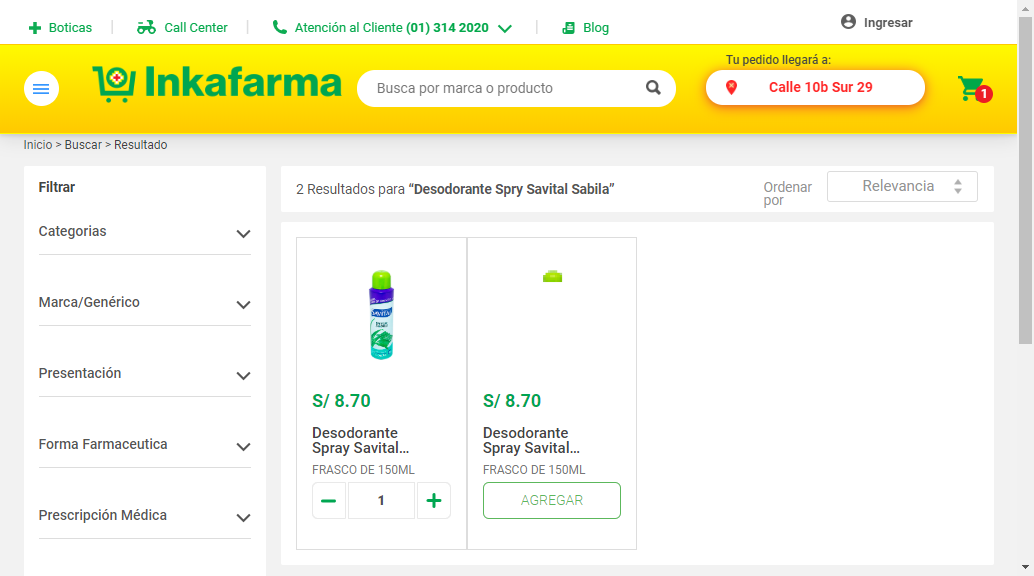 Boticas
Call Center
Atención al Cliente (01) 314 2020
Blog
Ingresar
Inkafarma
Busca por marca o producto
Tu pedido llegará a:
Calle 10b Sur 29
1
Inicio > Buscar > Resultado
Filtrar
Categorias
Marca/Genérico
Presentación
Forma Farmaceutica
Prescripción Médica
2 Resultados para “Desodorante Spry Savital Sabila”
Ordenar
por
Relevancia
Savital
S/ 8.70
Desodorante
Spray Savital...
FRASCO DE 150ML
1
S/ 8.70
Desodorante
Spray Savital...
FRASCO DE 150ML
AGREGAR